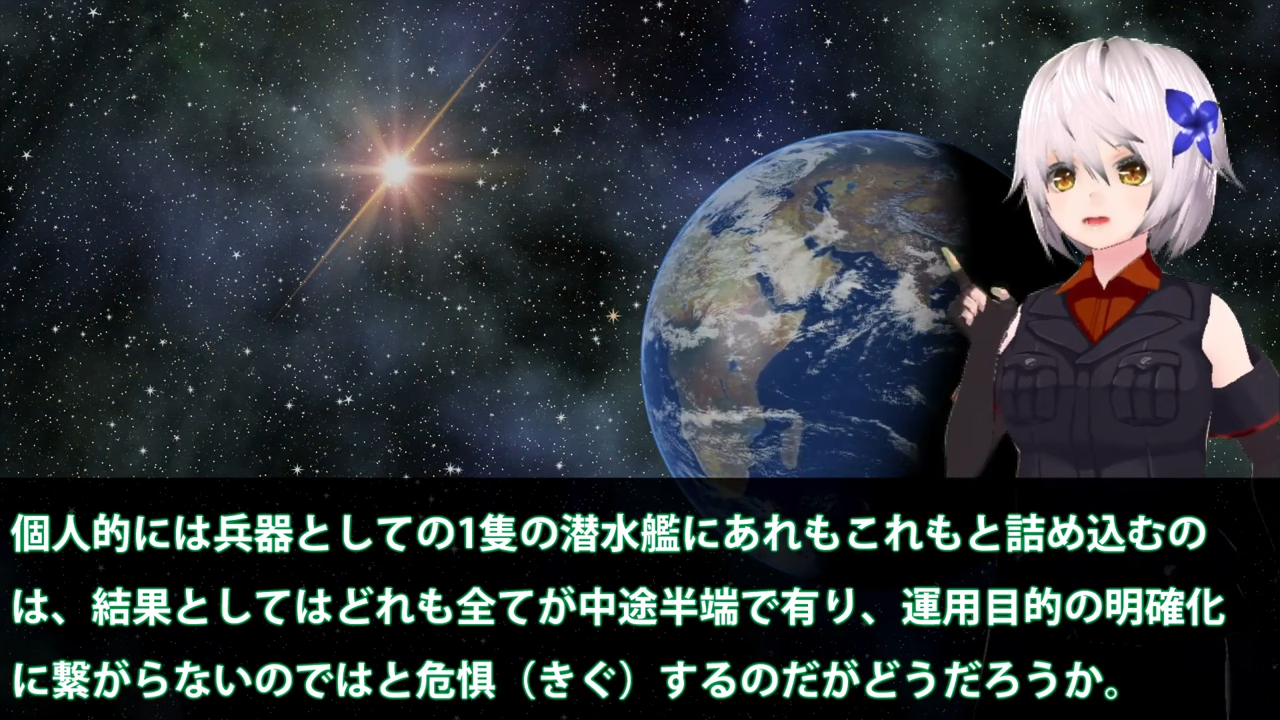 個人的には兵器としての1隻の潜水艦にあれもこれもと詰め込むの
は、結果としてはどれも全てが中途半端で有り、運用目的の明確化
に繋がらないのではと危惧（きぐ）するのだがどうだろうか。